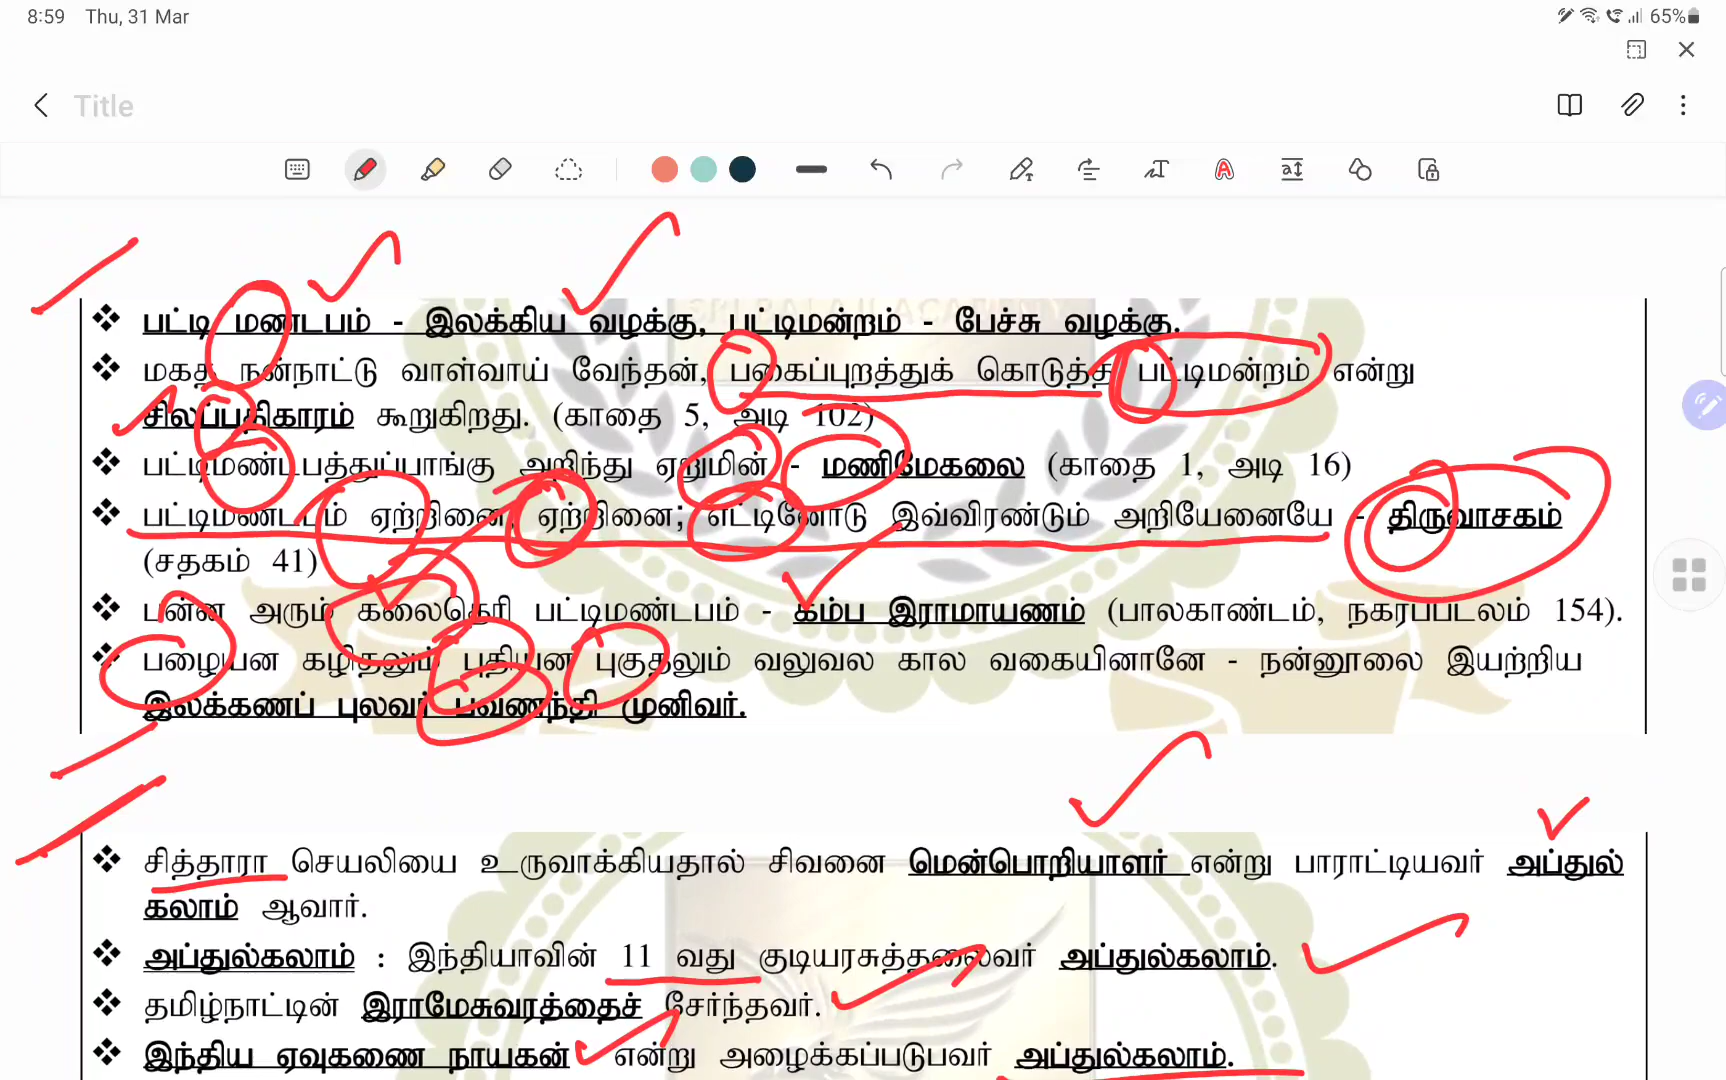 8:59 Thu, 31 Mar 65%
Title
பட்டி மண்டபம் - இலக்கிய வழக்கு, பட்டிமன்றம் - பேச்சு வழக்கு.
மகத நன்நாட்டு வாள்வாய் வேந்தன், பகைப்புறத்துக் கொடுத்த பட்டிமன்றம் என்று
சிலப்பதிகாரம் கூறுகிறது. (காதை 5, அடி 102)
பட்டிமண்டபத்துப்பாங்கு அறிந்து ஏறுமின் - மணிமேகலை (காதை 1, அடி 16)
பட்டிமண்டபம் ஏற்றினை, ஏற்றினை; எட்டினோடு இவ்விரண்டும் அறியேனையே - திருவாசகம்
(சதகம் 41)
பன்ன அரும் கலைதெரி பட்டிமண்டபம் - கம்ப இராமாயணம் (பாலகாண்டம், நகரப்படலம் 154).
பழையன கழிதலும் புதியன புகுதலும் வலுவல கால வகையினானே - நன்னூலை இயற்றிய
இலக்கணப் புலவர் பவணந்தி முனிவர்.
சித்தாரா செயலியை உருவாக்கியதால் சிவனை மென்பொறியாளர் என்று பாராட்டியவர் அப்துல்
கலாம் ஆவார்.
அப்துல்கலாம் : இந்தியாவின் 11 வது குடியரசுத்தலைவர் அப்துல்கலாம்.
தமிழ்நாட்டின் இராமேசுவரத்தைச் சேர்ந்தவர்.
இந்திய ஏவுகணை நாயகன் என்று அழைக்கப்படுபவர் அப்துல்கலாம்.